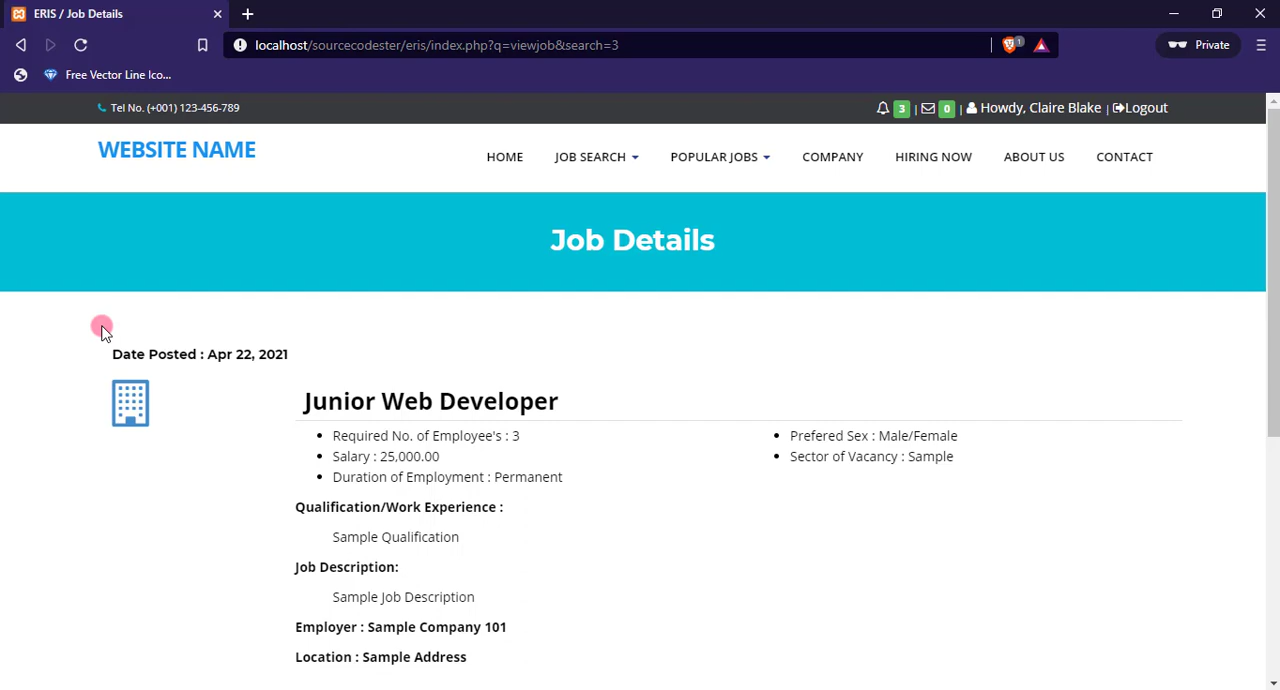 ERIS / Job Details
localhost/sourcecodester/eris/index.php?q=viewjob&search=3
1
Private
Free Vector Line Ico...
Tel No. (+001) 123-456-789
3 | 0 | Howdy, Claire Blake | Logout
WEBSITE NAME
HOME JOB SEARCH POPULAR JOBS COMPANY HIRING NOW ABOUT US CONTACT
Job Details
Date Posted : Apr 22, 2021
Junior Web Developer
Required No. of Employee's : 3
Salary : 25,000.00
Duration of Employment : Permanent
Prefered Sex : Male/Female
Sector of Vacancy : Sample
Qualification/Work Experience :
Sample Qualification
Job Description:
Sample Job Description
Employer : Sample Company 101
Location : Sample Address